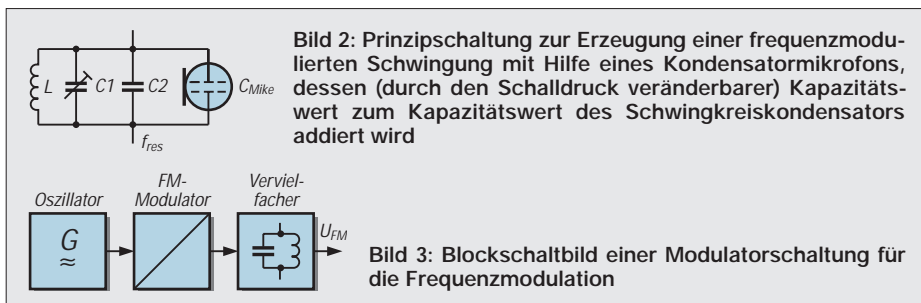 Bild 2: Prinzipschaltung zur Erzeugung einer frequenzmodu-
lierten Schwingung mit Hilfe eines Kondensatormikrofons,
dessen (durch den Schalldruck veränderbarer) Kapazitäts-
wert zum Kapazitätswert des Schwingkreiskondensators
addiert wird
L C1 C2 CMike
fres
Oszillator
FM-
Modulator
Verviel-
facher
G
≈
UFM
Bild 3: Blockschaltbild einer Modulatorschaltung für
die Frequenzmodulation